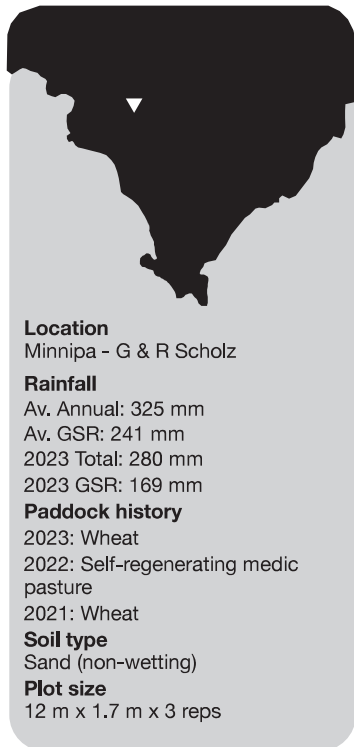 Location
Minnipa - G & R Scholz
Rainfall
Av. Annual: 325 mm
Av. GSR: 241 mm
2023 Total: 280 mm
2023 GSR: 169 mm
Paddock history
2023: Wheat
2022: Self-regenerating medic
pasture
2021: Wheat
Soil type
Sand (non-wetting)
Plot size
12 m x 1.7 m x 3 reps